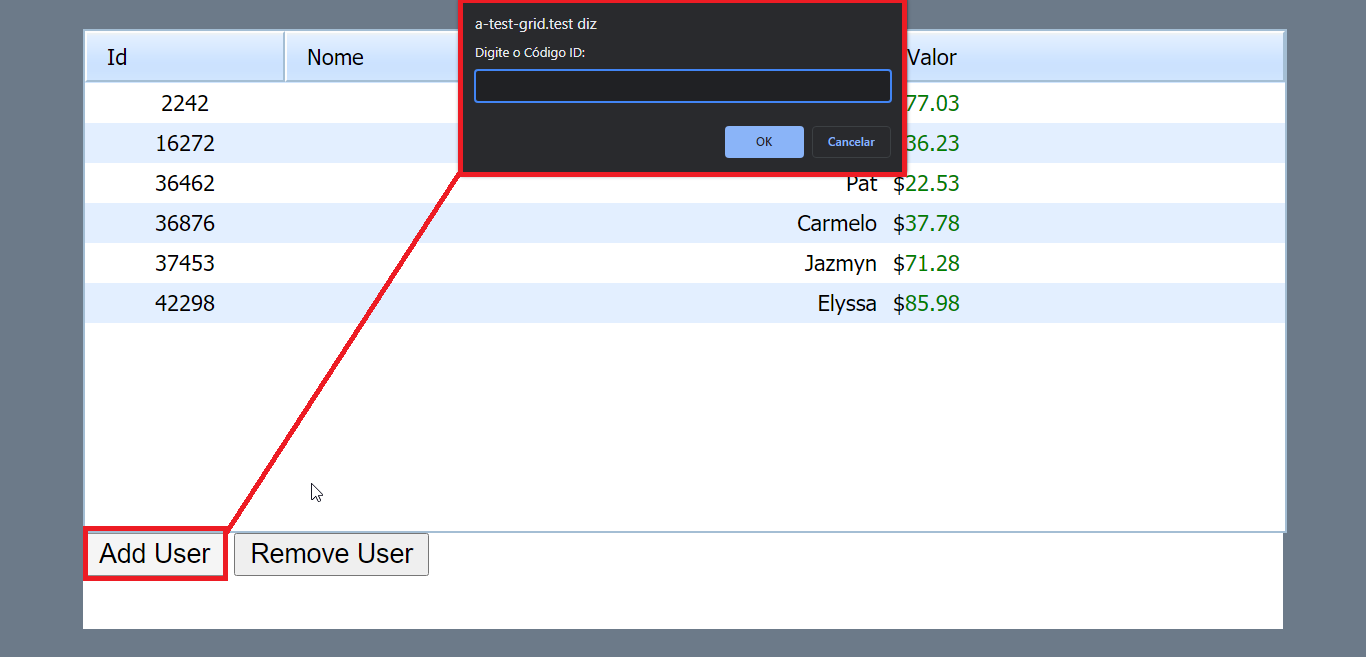 a-test-grid.test diz
Digite o Código ID:
OK Cancelar
Id Nome Valor
2242 77.03
16272 36.23
36462 Pat $22.53
36876 Carmelo $37.78
37453 Jazmyn $71.28
42298 Elyssa $85.98
Add User Remove User